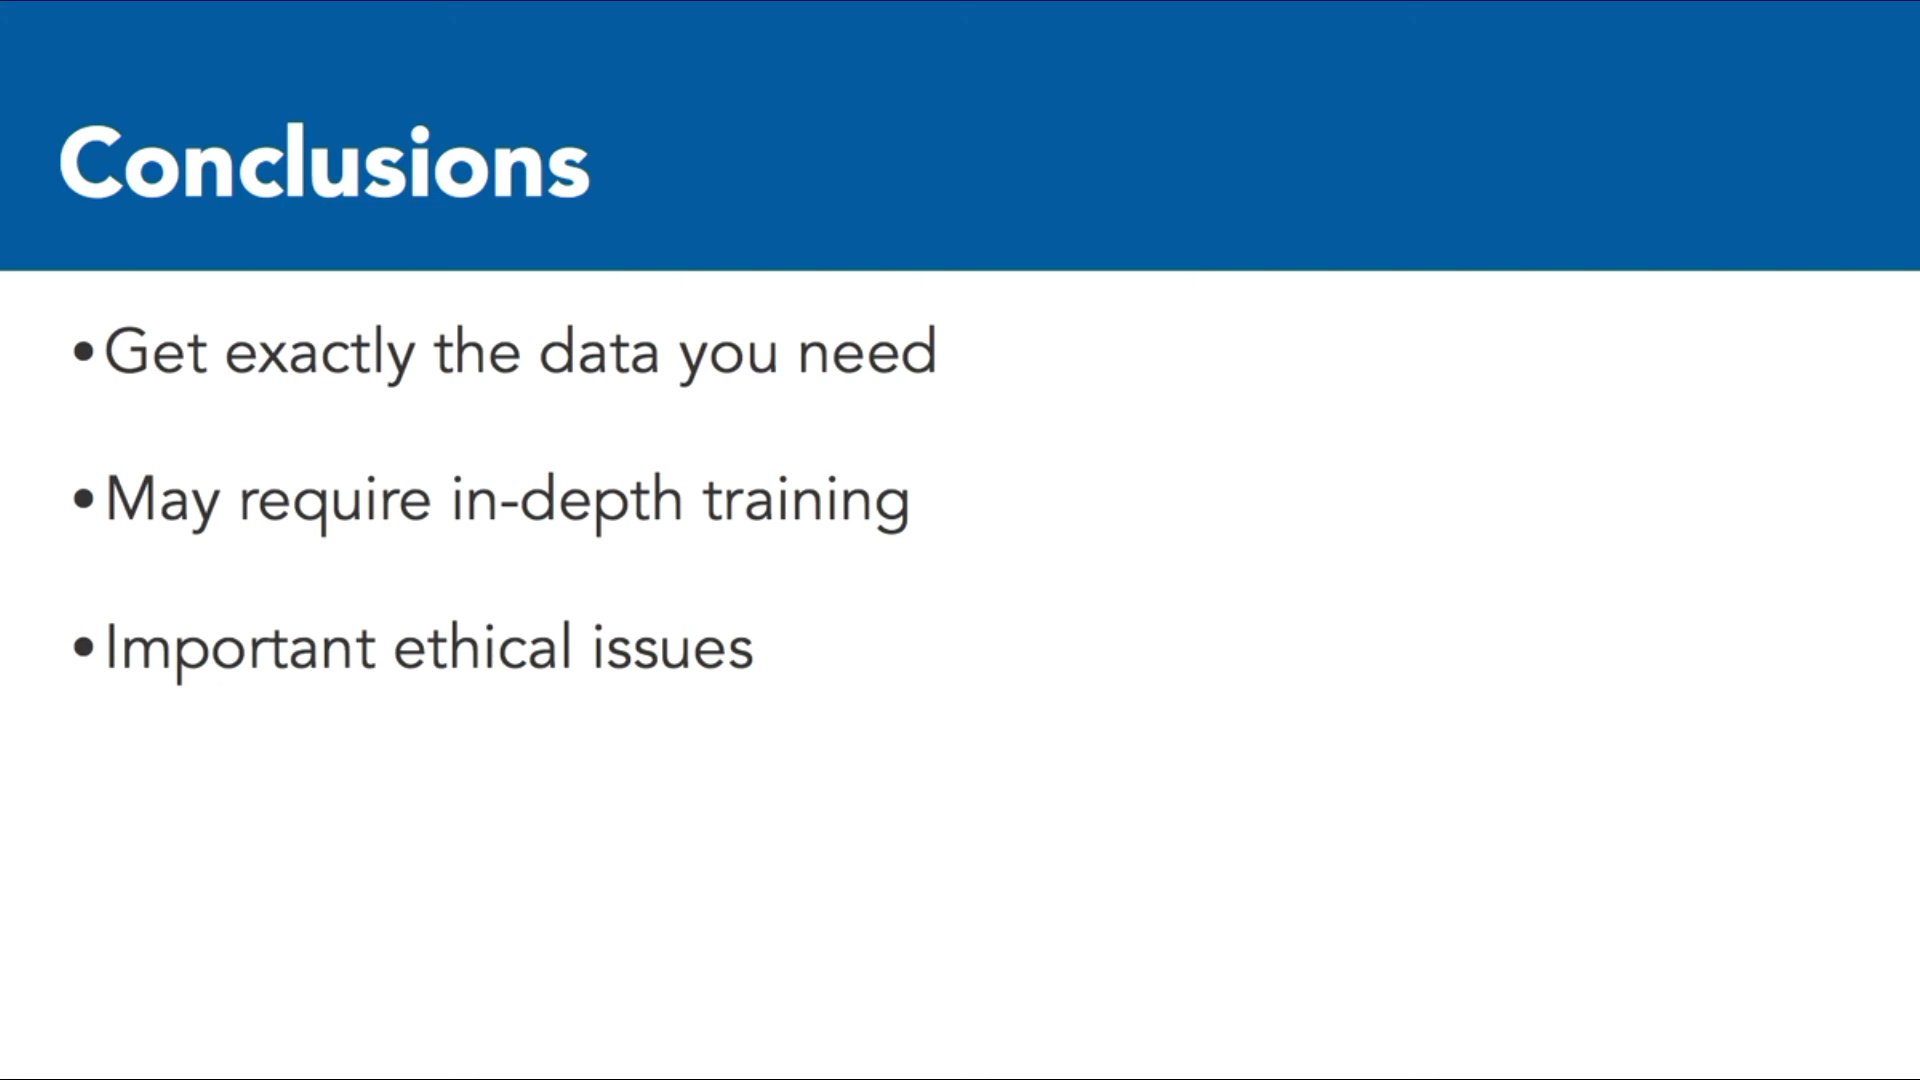 Conclusions
•Get exactly the data you need
•May require in-depth training
•Important ethical issues